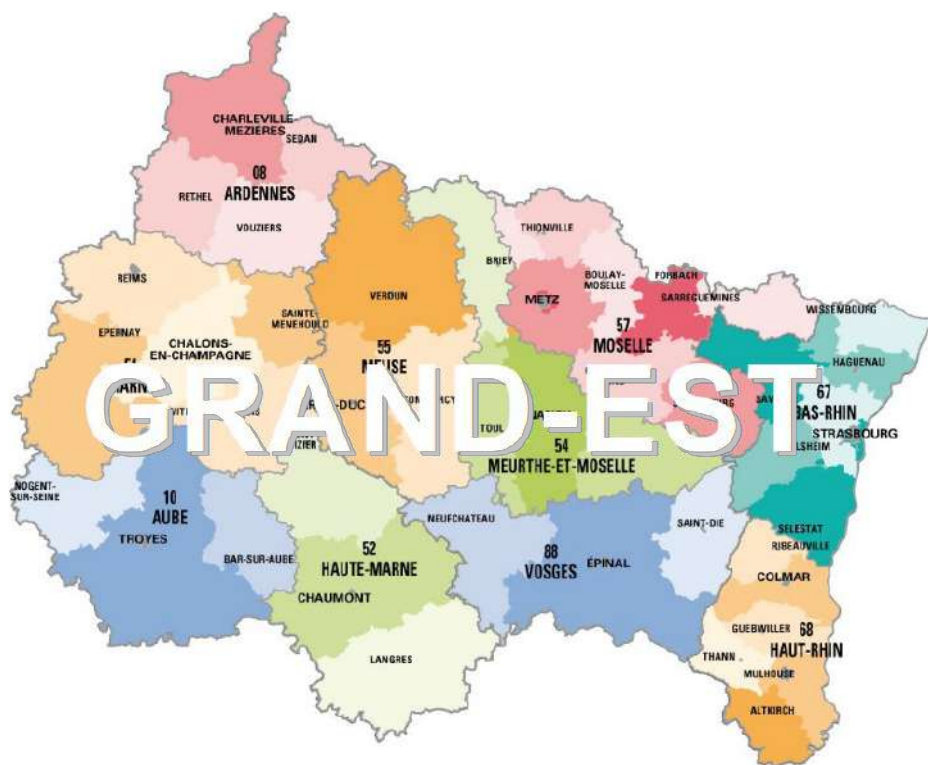 CHARLEVILLE-
MEZIERES
SEDAN
08
ARDENNES
RETHEL
VOUZIERS
THIONVILLE
BRIEY
BOULAY-
MOSELLE
FORBACH
SARREGUEMINES
WISSEMBOURG
REIMS
VERDUN
METZ
57
MOSELLE
HAGUENAU
EPERNAY
SAINTE-
MENEHOULD
CHALONS-
EN-CHAMPAGNE
55
MEUSE
67
BAS-RHIN
GRAND-EST
TOUL
STRASBOURG
54
MEURTHE-ET-MOSELLE
NOGENT-
SUR-SEINE
10
AUBE
TROYES
BAR-SUR-AUBE
NEUFCHATEAU
SAINT-DIE
SELESTAT
RIBEAUVILLE
52
HAUTE-MARNE
CHAUMONT
88
VOSGES
ÉPINAL
COLMAR
LANGRES
GUEBWILLER
68
HAUT-RHIN
THANN
MULHOUSE
ALTKIRCH